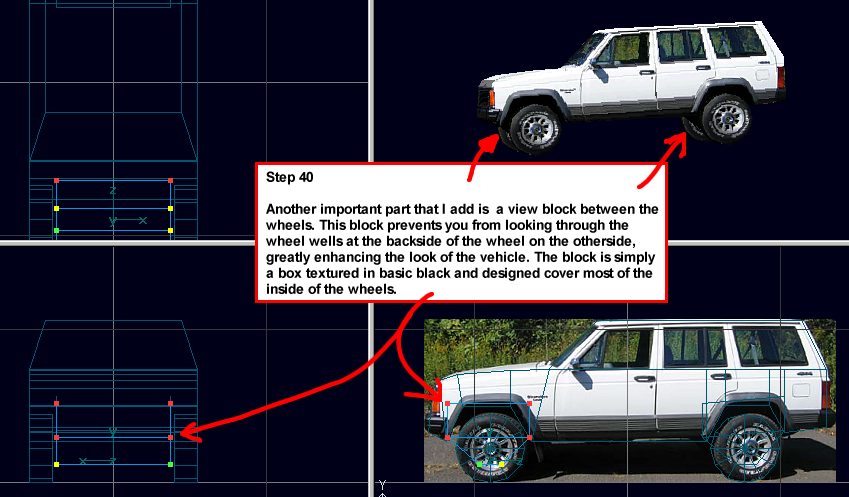 Step 40
Another important part that I add is a view block between the
wheels. This block prevents you from looking through the
wheel wells at the backside of the wheel on the otherside,
greatly enhancing the look of the vehicle. The block is simply
a box textured in basic black and designed cover most of the
inside of the wheels.
z
y x
y
x z
Y